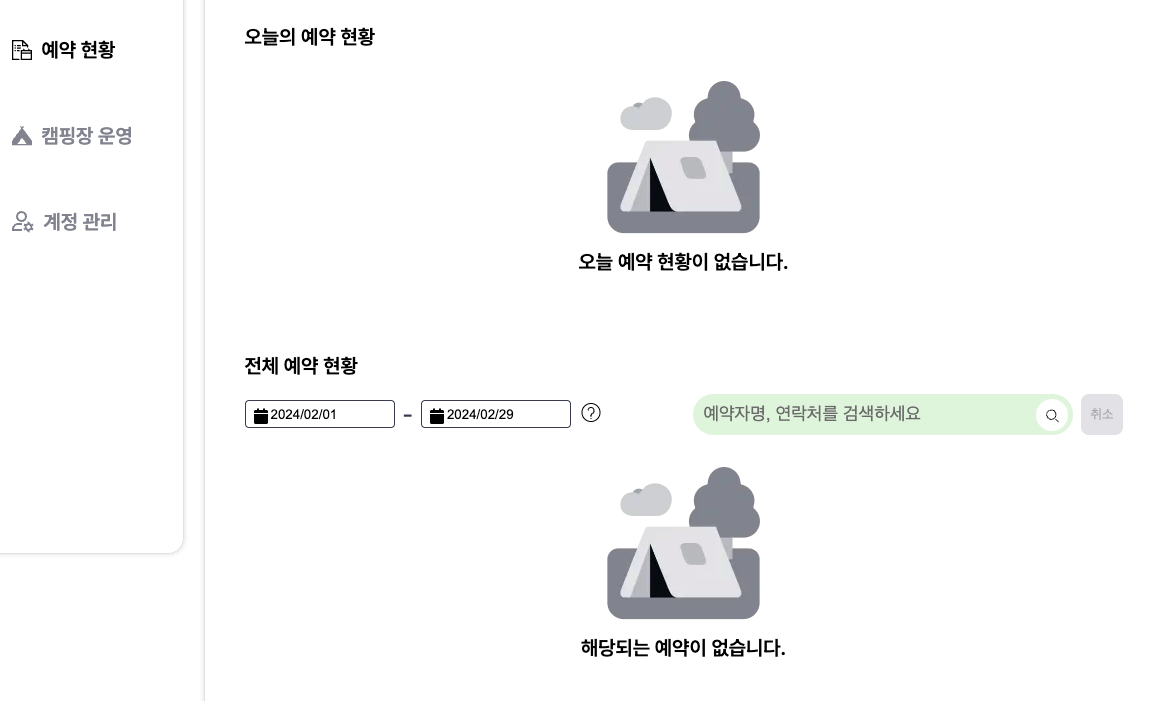 예약 현황
캠핑장 운영
계정 관리
오늘의 예약 현황
오늘 예약 현황이 없습니다.
전체 예약 현황
2024/02/01 - 2024/02/29 ?
예약자명, 연락처를 검색하세요
취소
해당되는 예약이 없습니다.